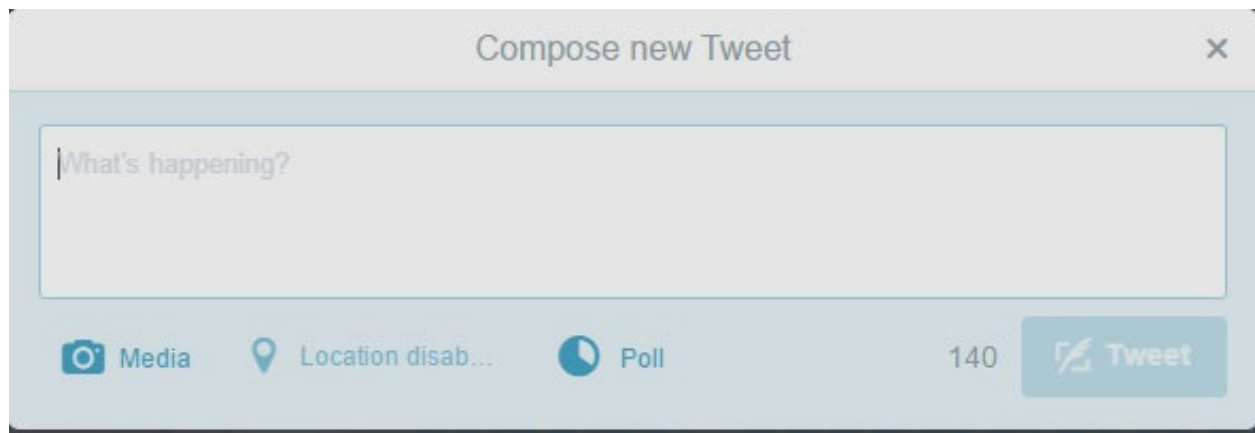 Compose new Tweet ×
What's happening?
Media Location disab... Poll 140 Tweet